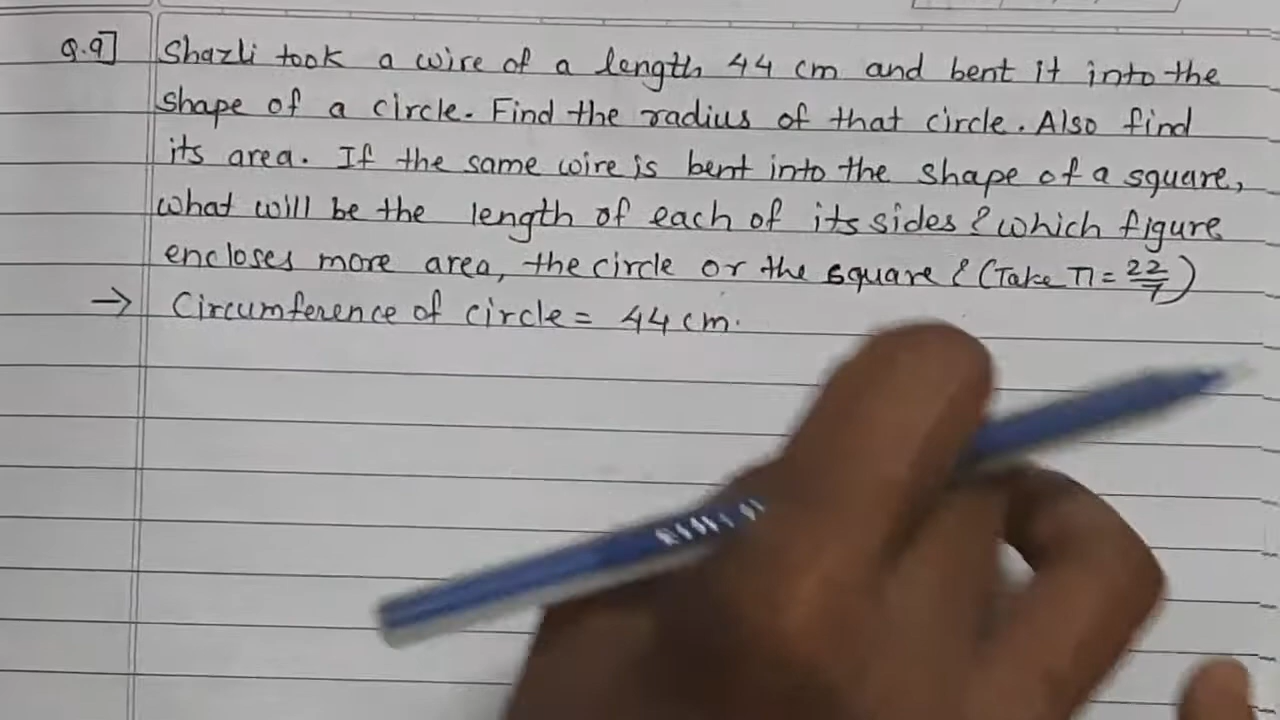 Q.9] Shazli took a wire of a length 44 cm and bent it into the
shape of a circle. Find the radius of that circle. Also find
its area. If the same wire is bent into the shape of a square,
what will be the length of each of its sides ? which figure
encloses more area, the circle or the square ? (Take π = 22/7)
→ Circumference of circle = 44 cm.